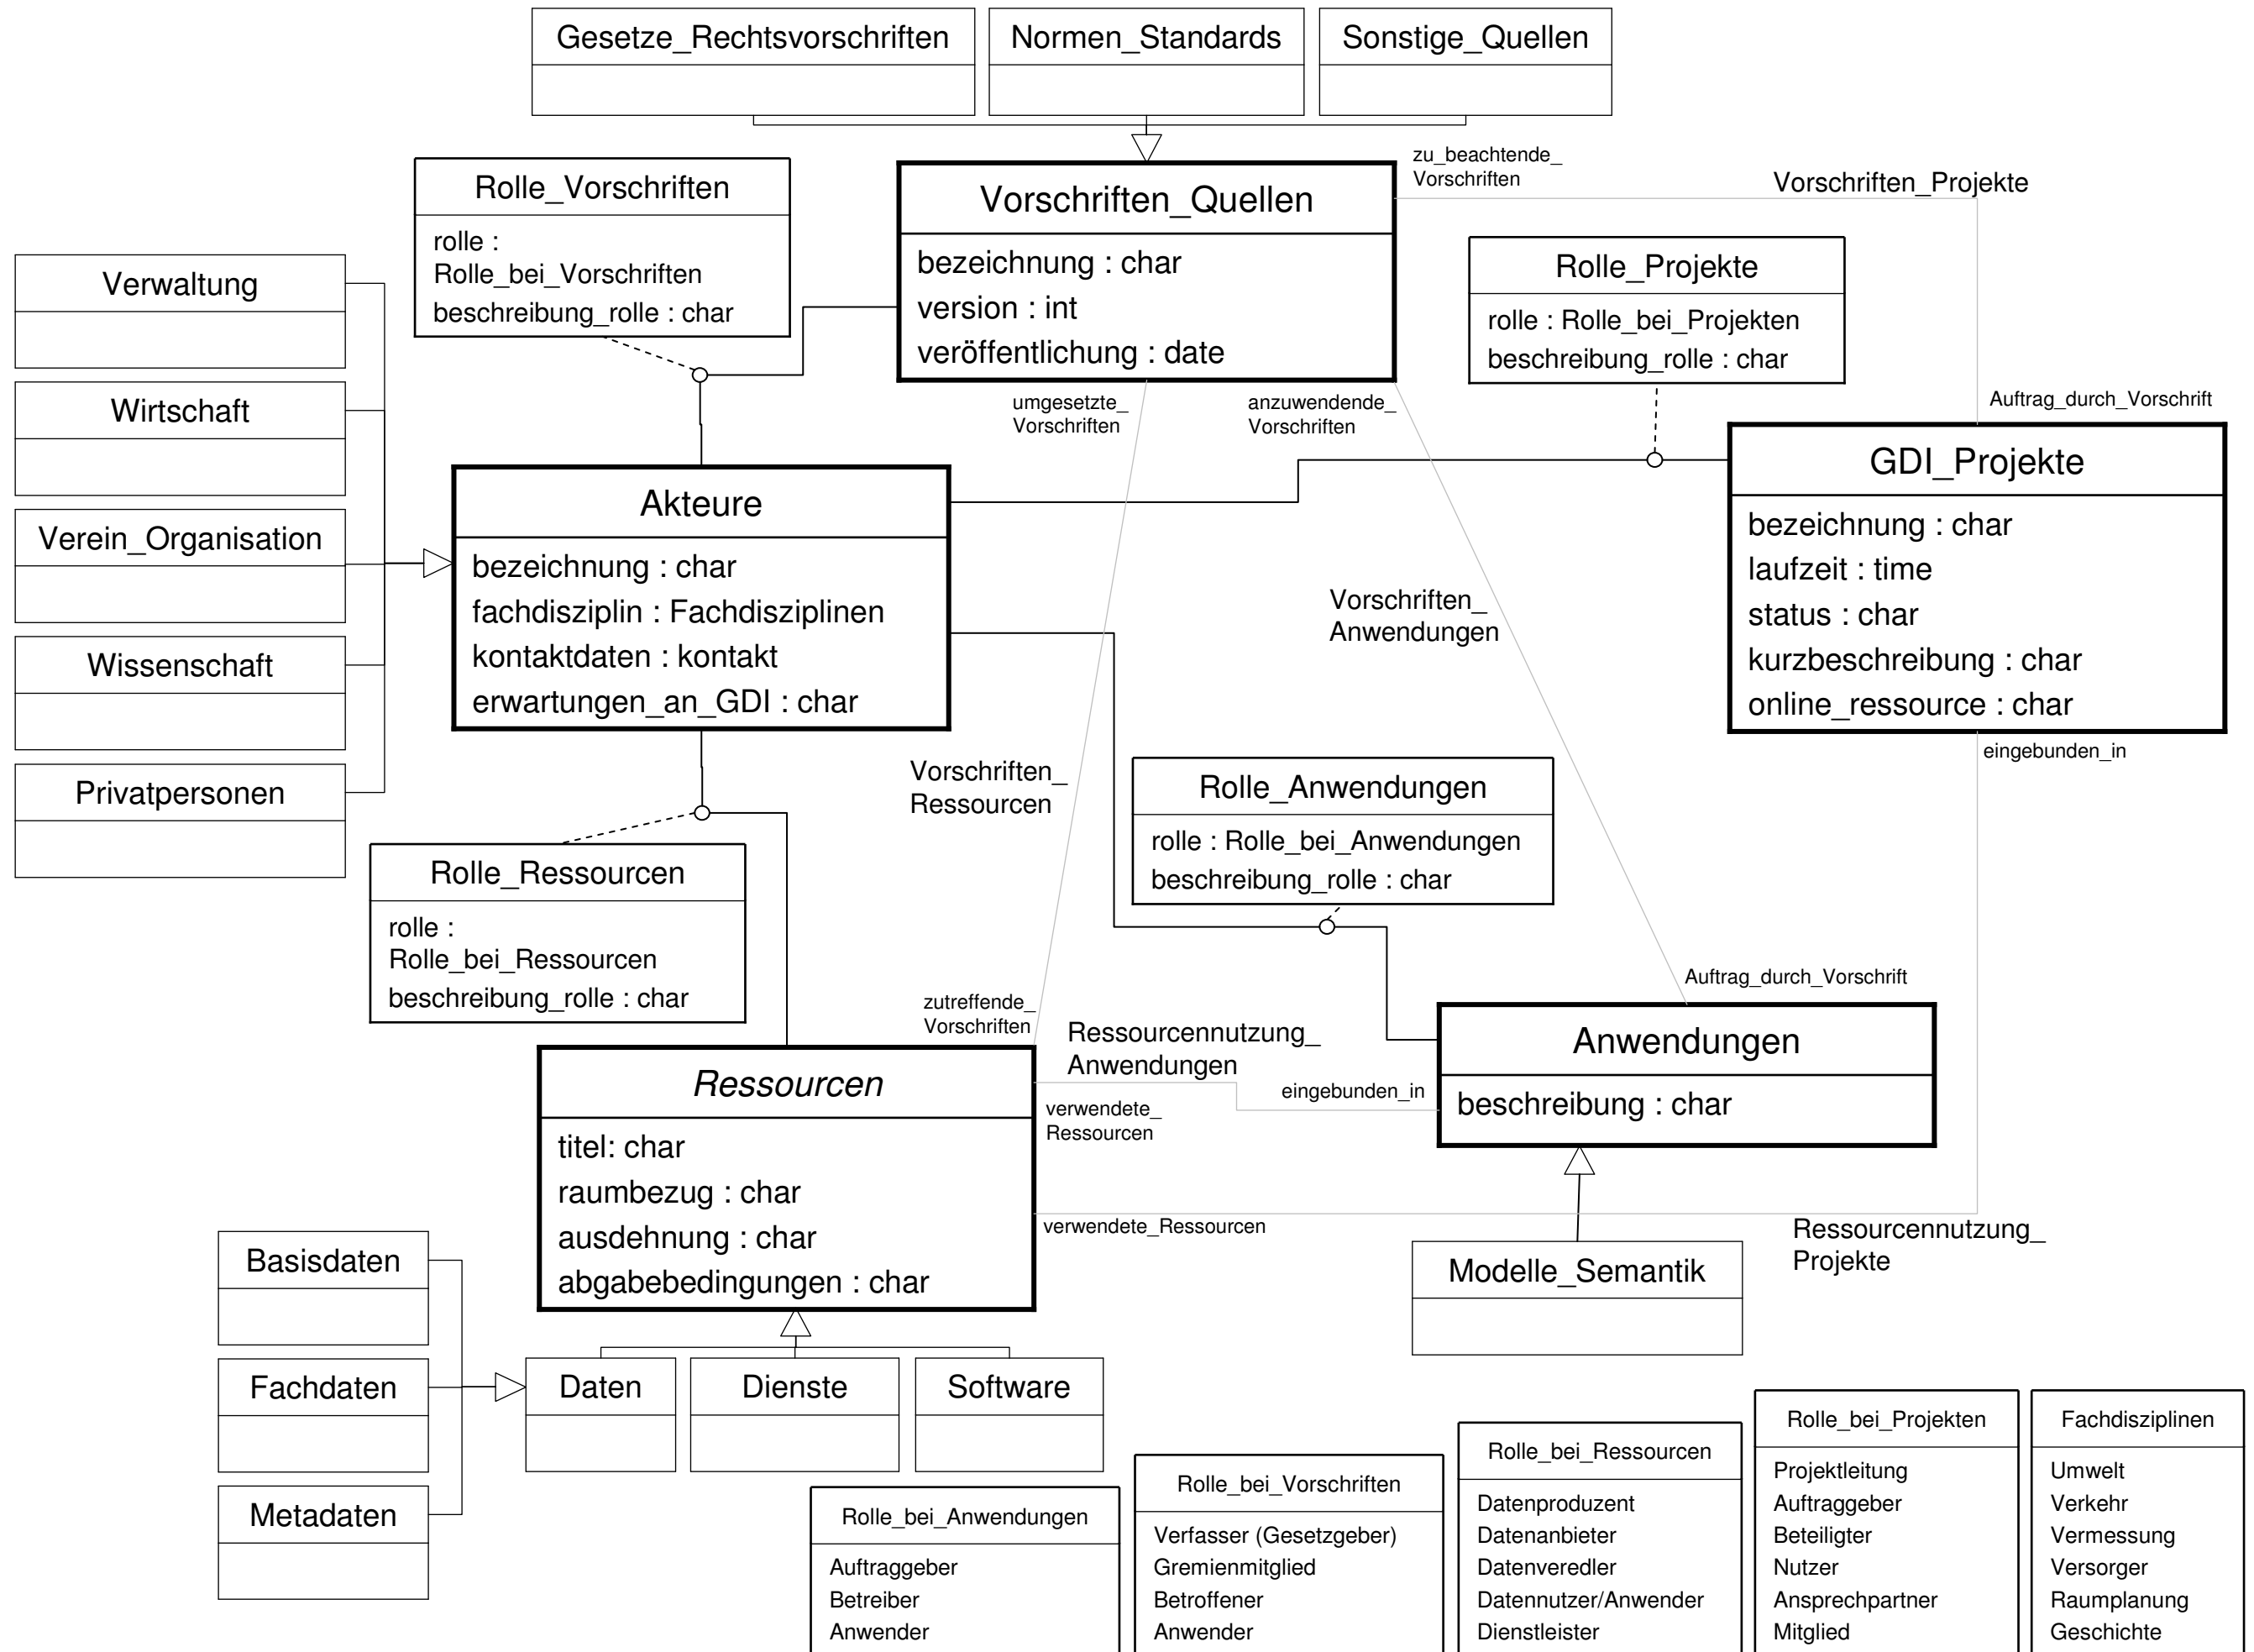 Gesetze_Rechtsvorschriften
Normen_Standards
Sonstige_Quellen
Rolle_Vorschriften
rolle :
Rolle_bei_Vorschriften
beschreibung_rolle : char
Vorschriften_Quellen
bezeichnung : char
version : int
veröffentlichung : date
zu_beachtende_
Vorschriften
Vorschriften_Projekte
Rolle_Projekte
rolle : Rolle_bei_Projekten
beschreibung_rolle : char
Auftrag_durch_Vorschrift
Verwaltung
Wirtschaft
Verein_Organisation
Wissenschaft
Privatpersonen
umgesetzte_
Vorschriften
anzuwendende_
Vorschriften
Akteure
bezeichnung : char
fachdisziplin : Fachdisziplinen
kontaktdaten : kontakt
erwartungen_an_GDI : char
GDI_Projekte
bezeichnung : char
laufzeit : time
status : char
kurzbeschreibung : char
online_ressource : char
eingebunden_in
Vorschriften_
Anwendungen
Vorschriften_
Ressourcen
Rolle_Anwendungen
rolle : Rolle_bei_Anwendungen
beschreibung_rolle : char
Rolle_Ressourcen
rolle :
Rolle_bei_Ressourcen
beschreibung_rolle : char
zutreffende_
Vorschriften
Auftrag_durch_Vorschrift
Ressourcennutzung_
Anwendungen
eingebunden_in
verwendete_
Ressourcen
Anwendungen
beschreibung : char
Ressourcen
titel: char
raumbezug : char
ausdehnung : char
abgabebedingungen : char
verwendete_Ressourcen
Ressourcennutzung_
Projekte
Modelle_Semantik
Basisdaten
Fachdaten
Metadaten
Daten
Dienste
Software
Rolle_bei_Anwendungen
Auftraggeber
Betreiber
Anwender
Rolle_bei_Vorschriften
Verfasser (Gesetzgeber)
Gremienmitglied
Betroffener
Anwender
Rolle_bei_Ressourcen
Datenproduzent
Datenanbieter
Datenveredler
Datennutzer/Anwender
Dienstleister
Rolle_bei_Projekten
Projektleitung
Auftraggeber
Beteiligter
Nutzer
Ansprechpartner
Mitglied
Fachdisziplinen
Umwelt
Verkehr
Vermessung
Versorger
Raumplanung
Geschichte